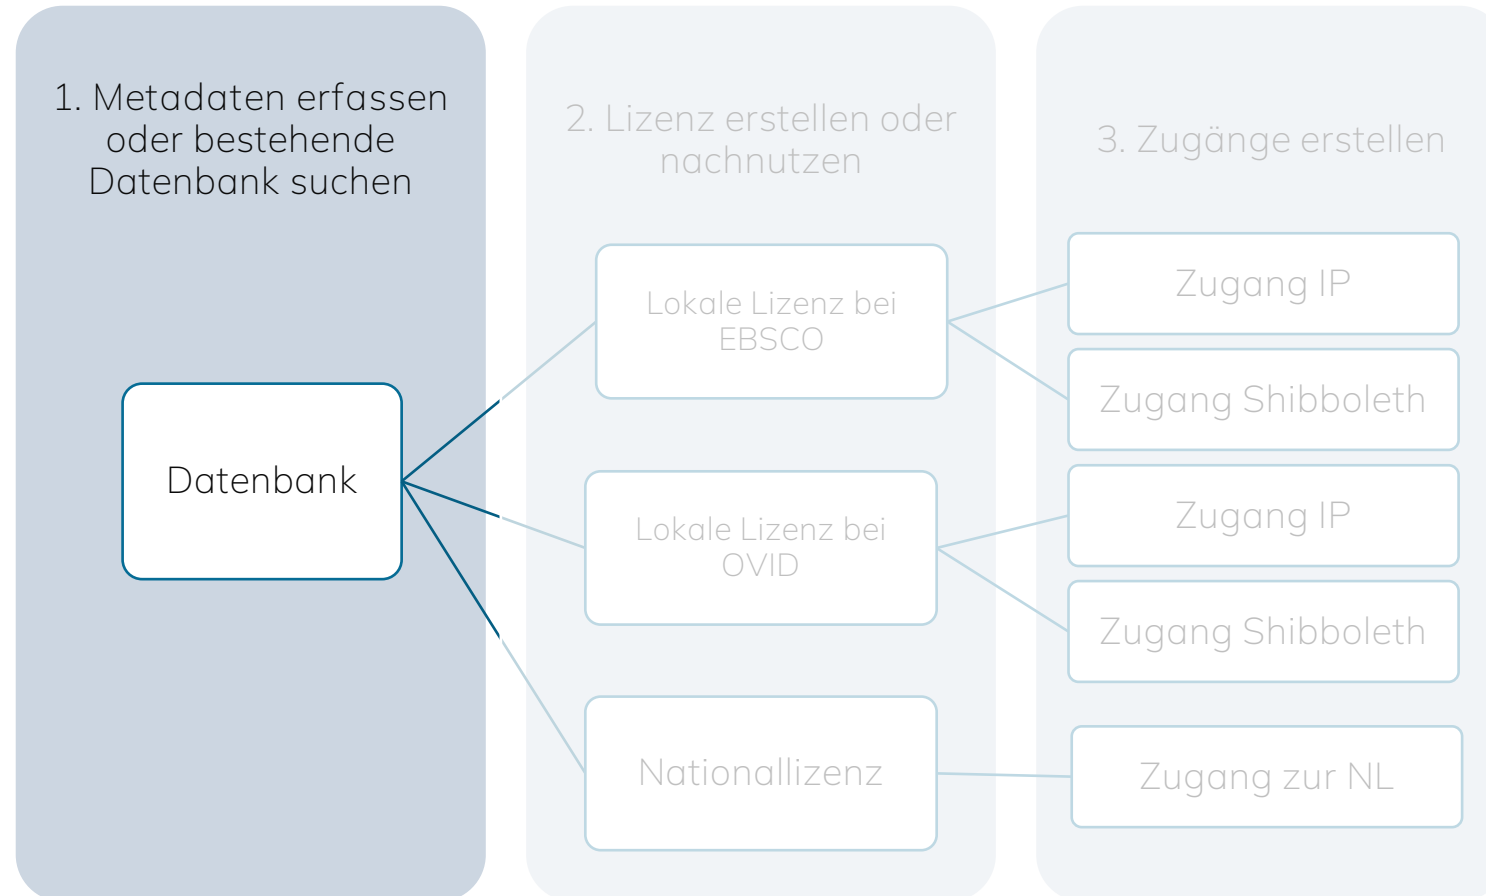 1. Metadaten erfassen
oder bestehende
Datenbank suchen
Datenbank
2. Lizenz erstellen oder
nachnutzen
Lokale Lizenz bei
EBSCO
Lokale Lizenz bei
OVID
Nationallizenz
3. Zugänge erstellen
Zugang IP
Zugang Shibboleth
Zugang IP
Zugang Shibboleth
Zugang zur NL